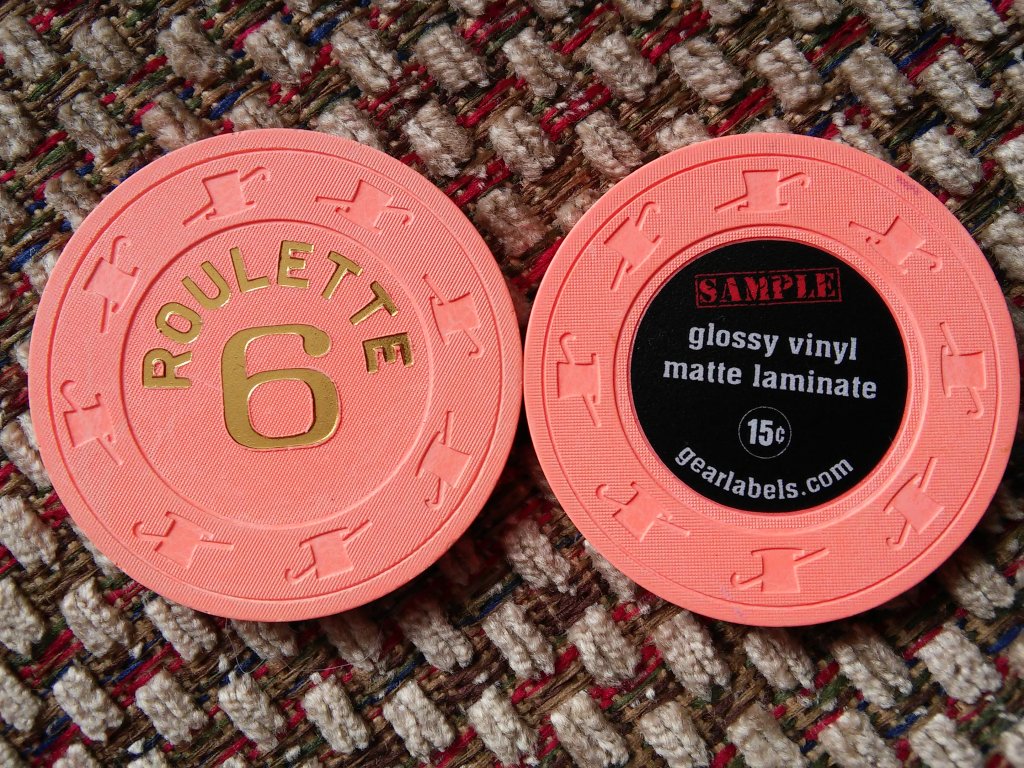 ROULETTE
6
SAMPLE
glossy vinyl
matte laminate
15¢
gearlabels.com